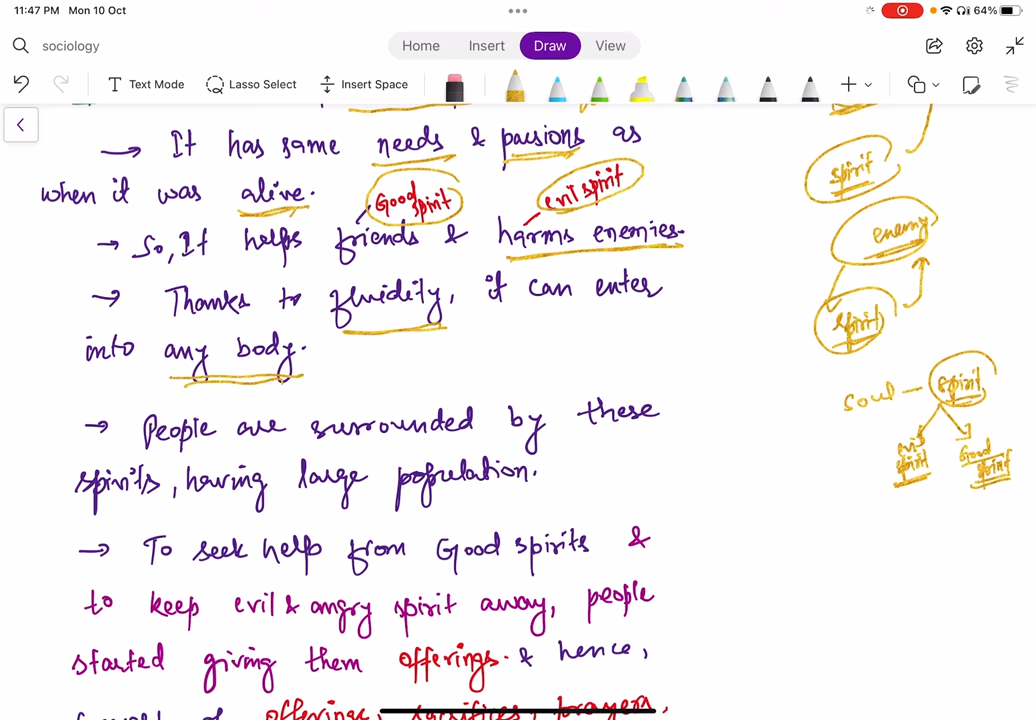 11:47 PM Mon 10 Oct
64%
sociology
Home Insert Draw View
Text Mode Lasso Select Insert Space
→ It has same needs & passions as
when it was alive.
Good spirit
evil spirit
→ So, It helps friends & harms enemies.
→ Thanks to fluidity, it can enter
into any body.
→ People are surrounded by these
spirits, having large population.
→ To seek help from Good spirits &
to keep evil & angry spirit away, people
started giving them offerings. & hence,
offerings, sacrifices, prayers,
spirit
enemy
spirit
soul — spirit
evil spirit
Good spirit